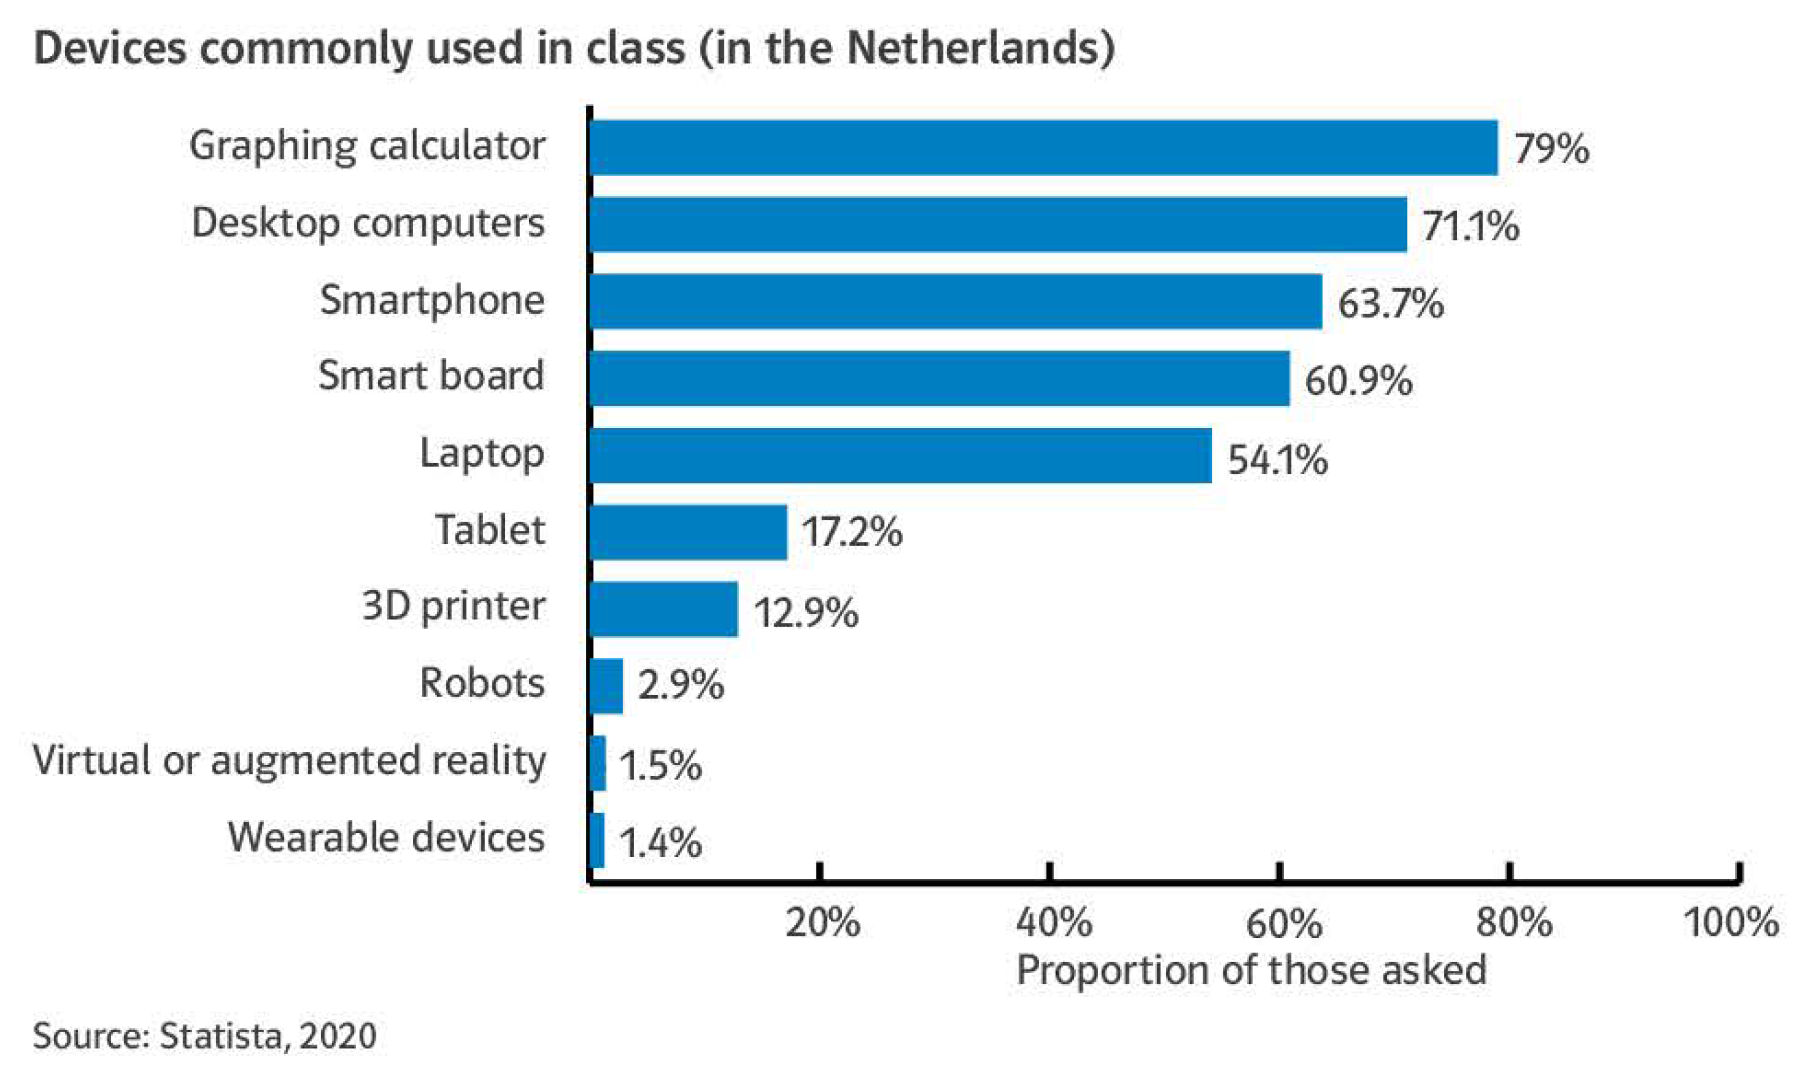 Devices commonly used in class (in the Netherlands)
Graphing calculator 79%
Desktop computers 71.1%
Smartphone 63.7%
Smart board 60.9%
Laptop 54.1%
Tablet 17.2%
3D printer 12.9%
Robots 2.9%
Virtual or augmented reality 1.5%
Wearable devices 1.4%
20% 40% 60% 80% 100%
Proportion of those asked
Source: Statista, 2020